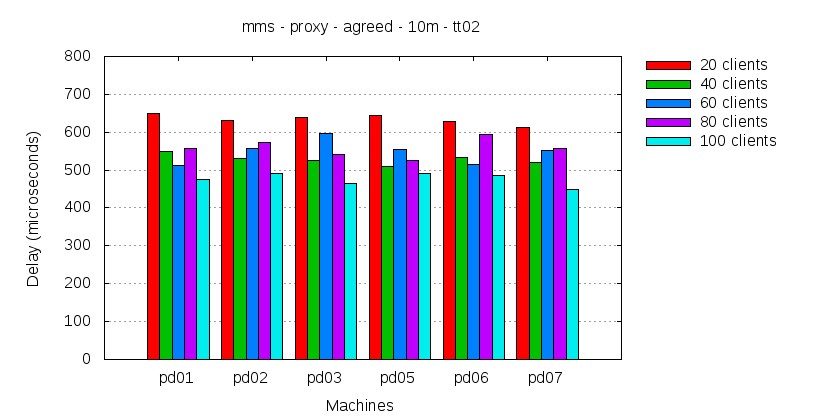 mms - proxy - agreed - 10m - tt02
800
700
600
500
400
300
200
100
0
Delay (microseconds)
pd01 pd02 pd03 pd05 pd06 pd07
Machines
20 clients
40 clients
60 clients
80 clients
100 clients